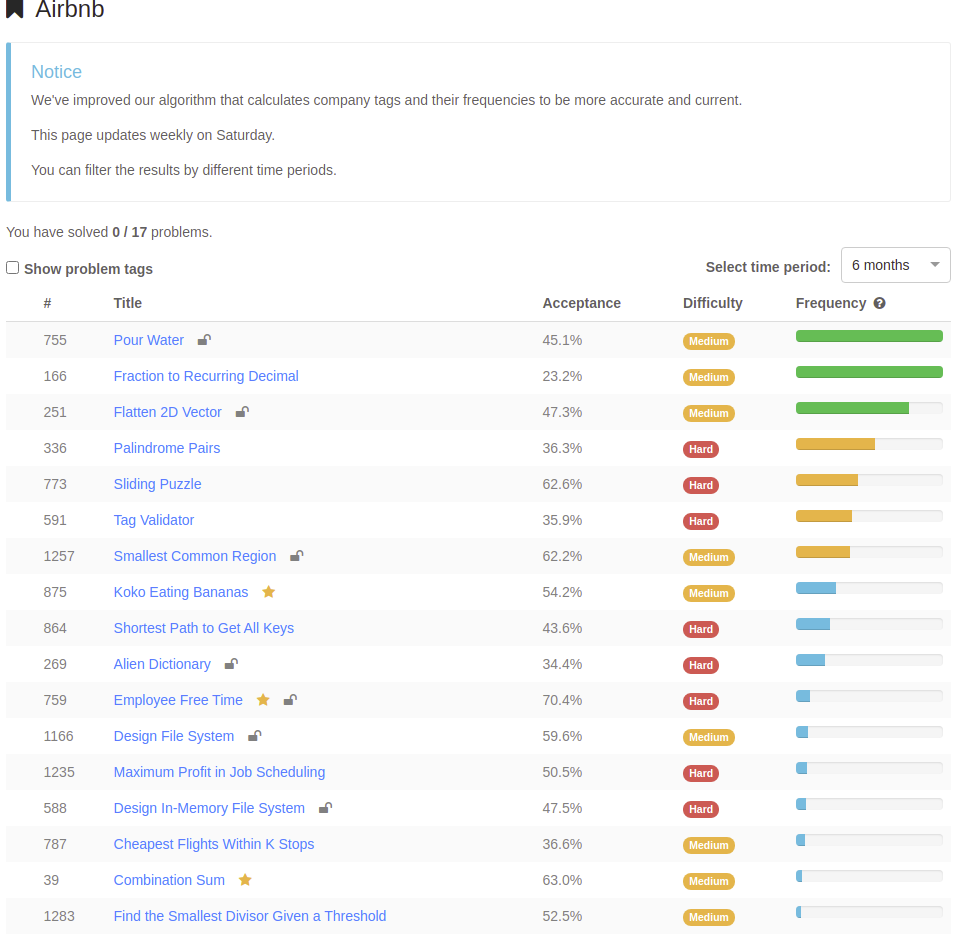 Airbnb
Notice
We've improved our algorithm that calculates company tags and their frequencies to be more accurate and current.
This page updates weekly on Saturday.
You can filter the results by different time periods.
You have solved 0 / 17 problems.
Show problem tags Select time period: 6 months
# Title Acceptance Difficulty Frequency ?
755 Pour Water 45.1% Medium
166 Fraction to Recurring Decimal 23.2% Medium
251 Flatten 2D Vector 47.3% Medium
336 Palindrome Pairs 36.3% Hard
773 Sliding Puzzle 62.6% Hard
591 Tag Validator 35.9% Hard
1257 Smallest Common Region 62.2% Medium
875 Koko Eating Bananas 54.2% Medium
864 Shortest Path to Get All Keys 43.6% Hard
269 Alien Dictionary 34.4% Hard
759 Employee Free Time 70.4% Hard
1166 Design File System 59.6% Medium
1235 Maximum Profit in Job Scheduling 50.5% Hard
588 Design In-Memory File System 47.5% Hard
787 Cheapest Flights Within K Stops 36.6% Medium
39 Combination Sum 63.0% Medium
1283 Find the Smallest Divisor Given a Threshold 52.5% Medium